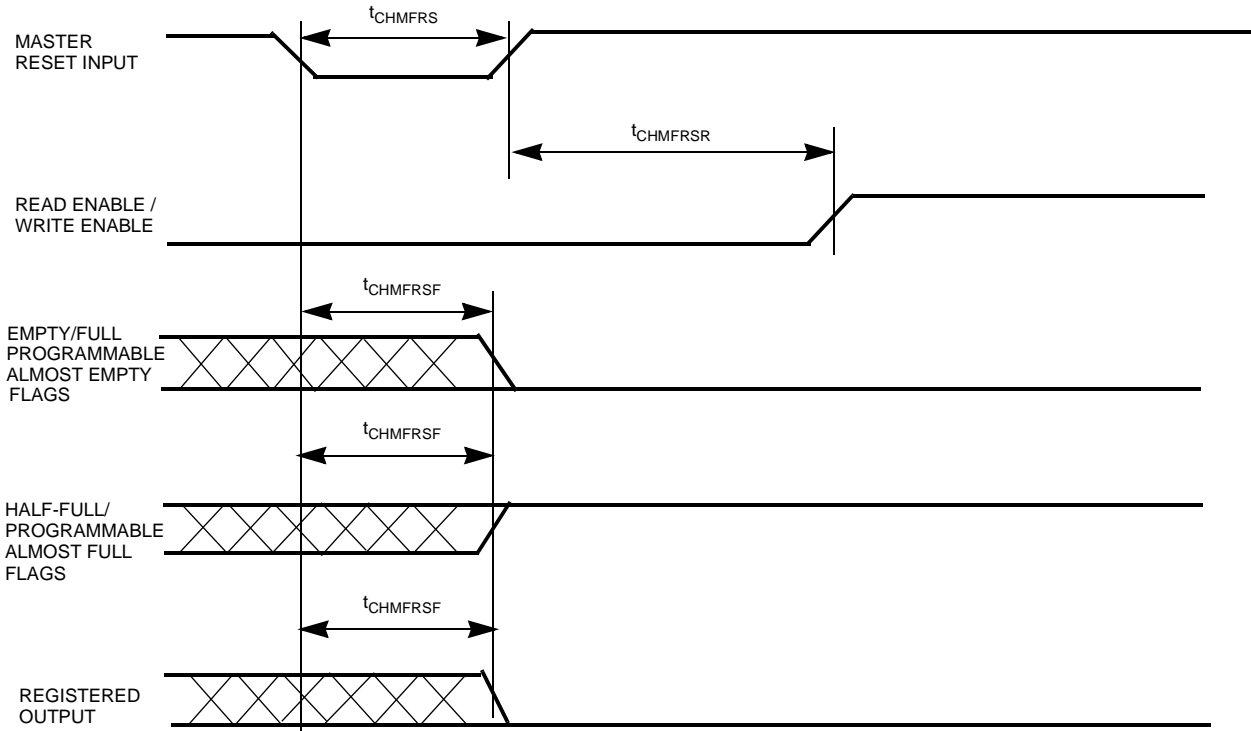 tCHMFRS
MASTER
RESET INPUT
tCHMFRSR
READ ENABLE /
WRITE ENABLE
tCHMFRSF
EMPTY/FULL
PROGRAMMABLE
ALMOST EMPTY
FLAGS
tCHMFRSF
HALF-FULL/
PROGRAMMABLE
ALMOST FULL
FLAGS
tCHMFRSF
REGISTERED
OUTPUT